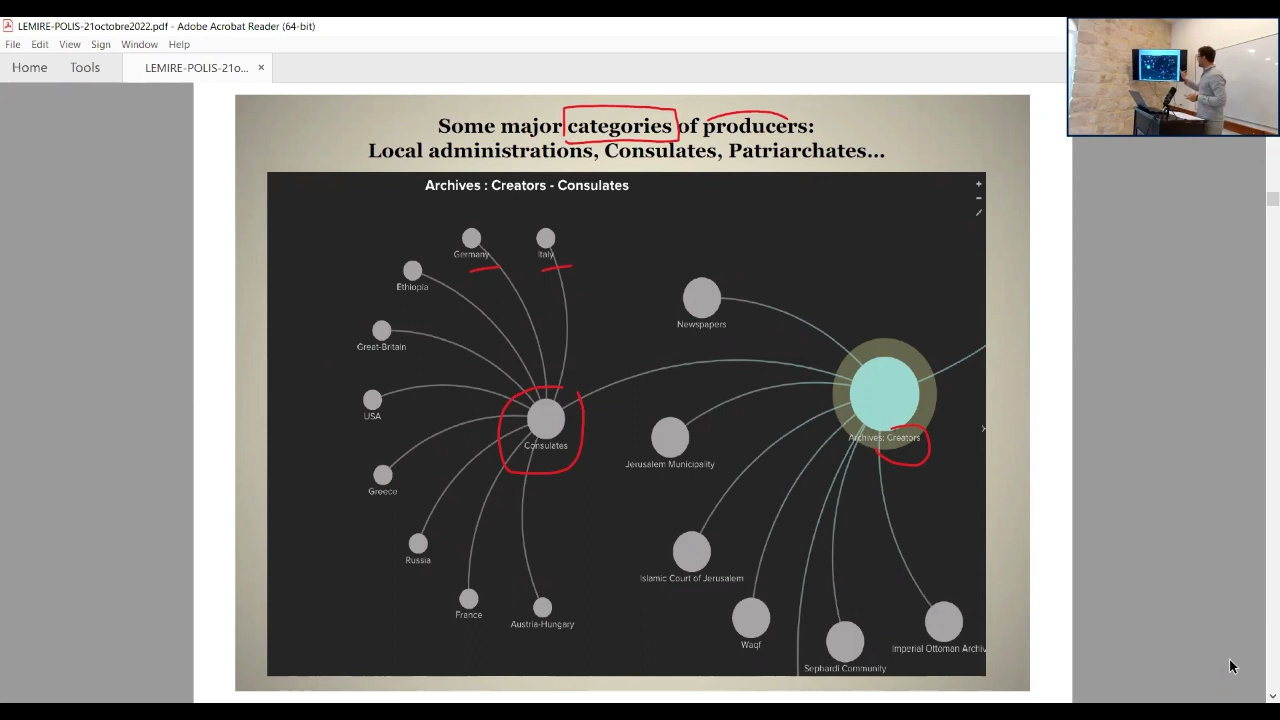 LEMIRE-POLIS-21octobre2022.pdf - Adobe Acrobat Reader (64-bit)
File Edit View Sign Window Help
Home Tools LEMIRE-POLIS-21o... ×
Some major categories of producers:
Local administrations, Consulates, Patriarchates...
Archives : Creators - Consulates
Germany
Italy
Ethiopia
Newspapers
Great-Britain
USA
Archives: Creators
Consulates
Jerusalem Municipality
Greece
Russia
Islamic Court of Jerusalem
France
Austria-Hungary
Waqf
Imperial Ottoman Archiv
Sephardi Community